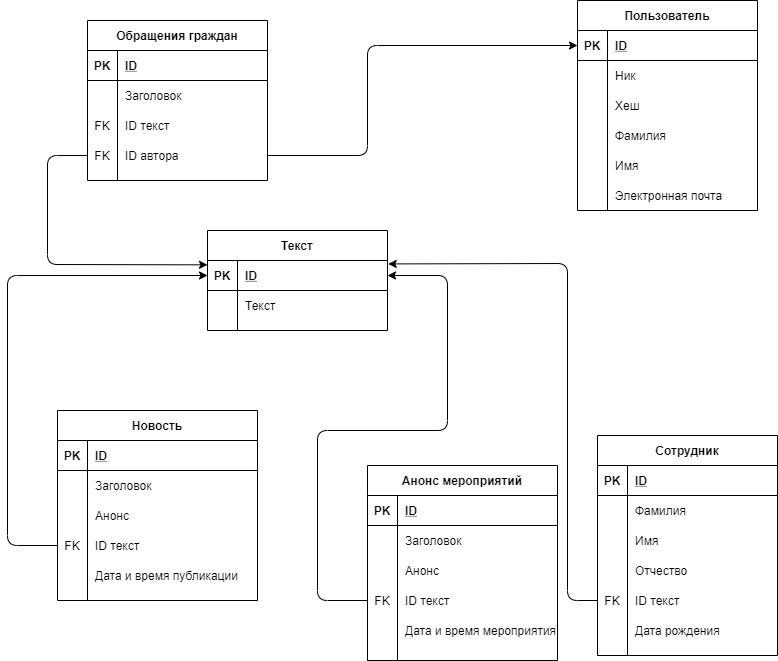 Обращения граждан
PK ID
Заголовок
FK ID текст
FK ID автора
Пользователь
PK ID
Ник
Хеш
Фамилия
Имя
Электронная почта
Текст
PK ID
Текст
Новость
PK ID
Заголовок
Анонс
FK ID текст
Дата и время публикации
Анонс мероприятий
PK ID
Заголовок
Анонс
FK ID текст
Дата и время мероприятия
Сотрудник
PK ID
Фамилия
Имя
Отчество
FK ID текст
Дата рождения